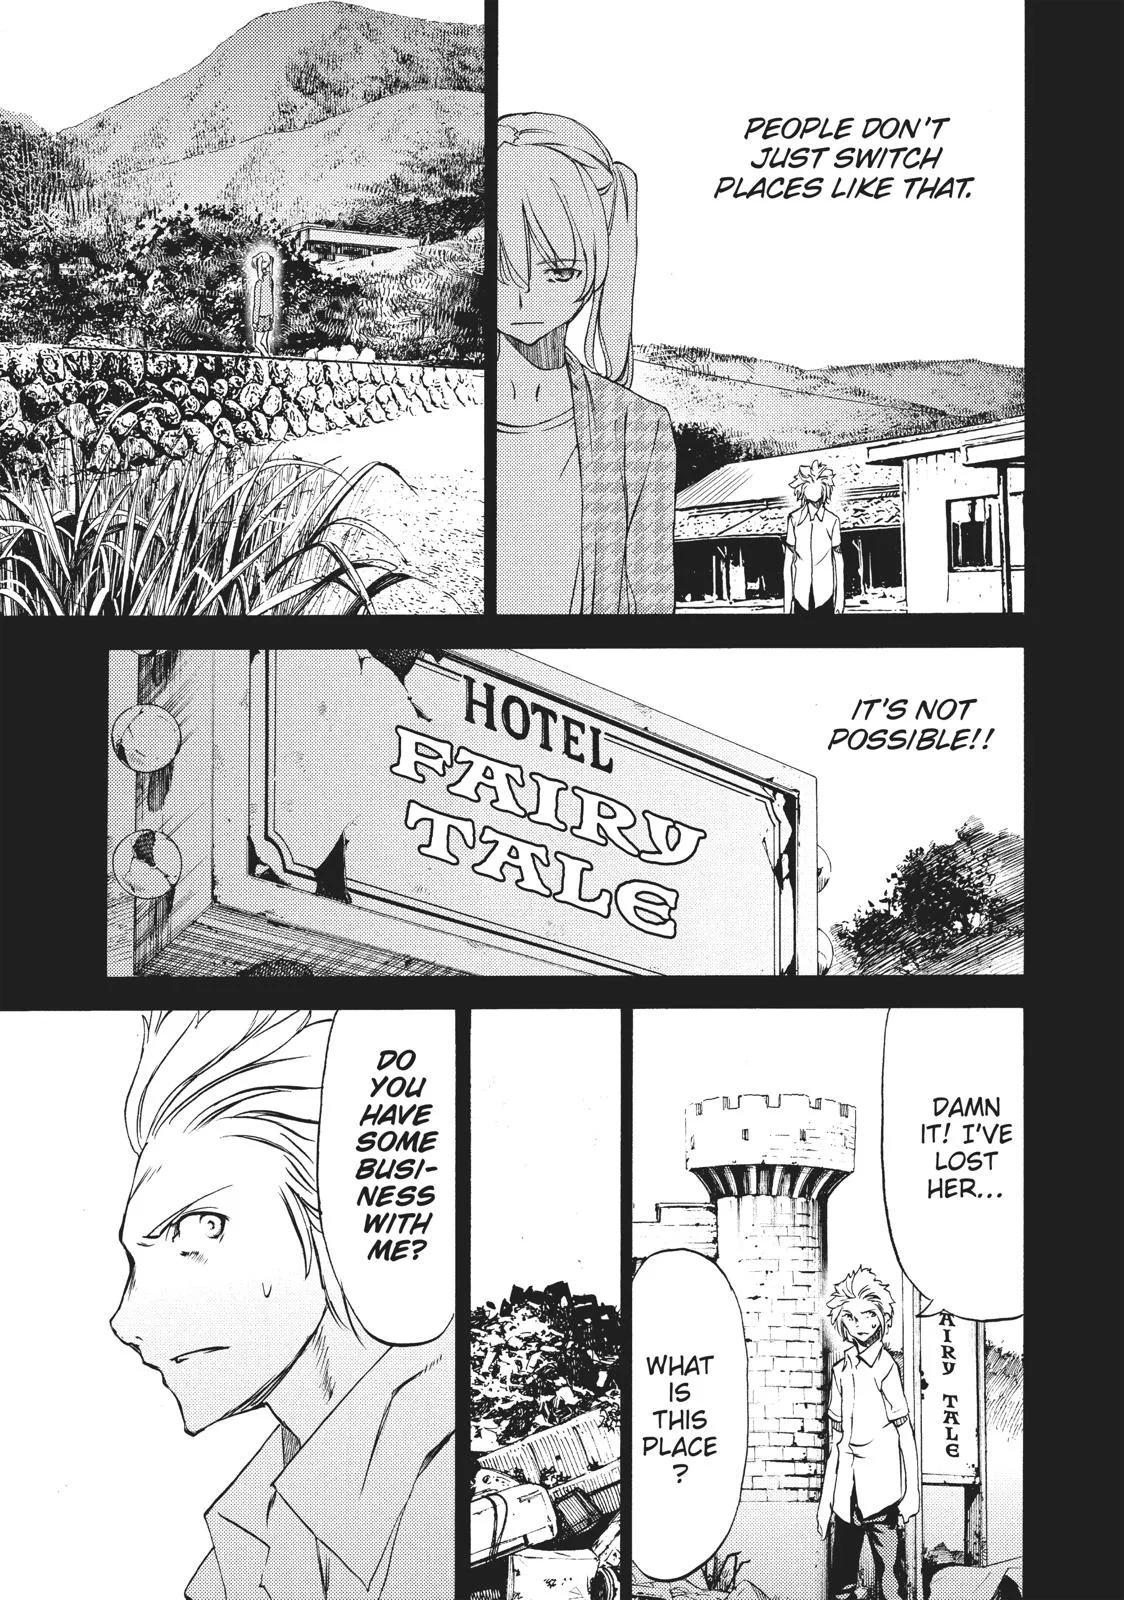 PEOPLE DON'T
JUST SWITCH
PLACES LIKE THAT.
IT'S NOT
POSSIBLE!!
HOTEL
FAIRY
TALE
DAMN
IT! I'VE
LOST
HER...
AIRY TALE
WHAT
IS
THIS
PLACE
?
DO
YOU
HAVE
SOME
BUSI-
NESS
WITH
ME?